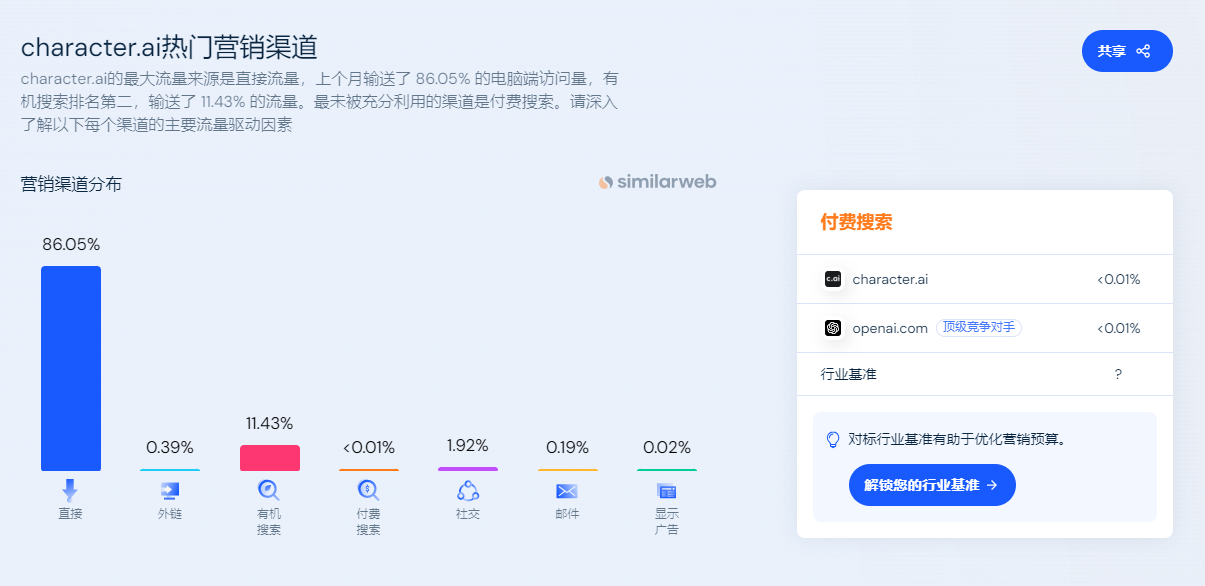 character.ai热门营销渠道
共享
character.ai的最大流量来源是直接流量，上个月输送了 86.05% 的电脑端访问量，有
机搜索排名第二，输送了 11.43% 的流量。最未被充分利用的渠道是付费搜索。请深入
了解以下每个渠道的主要流量驱动因素
营销渠道分布
similarweb
86.05%
0.39%
11.43%
<0.01%
1.92%
0.19%
0.02%
直接
外链
有机
搜索
付费
搜索
社交
邮件
显示
广告
付费搜索
c.ai
character.ai
<0.01%
openai.com
顶级竞争对手
<0.01%
行业基准
?
对标行业基准有助于优化营销预算。
解锁您的行业基准 →